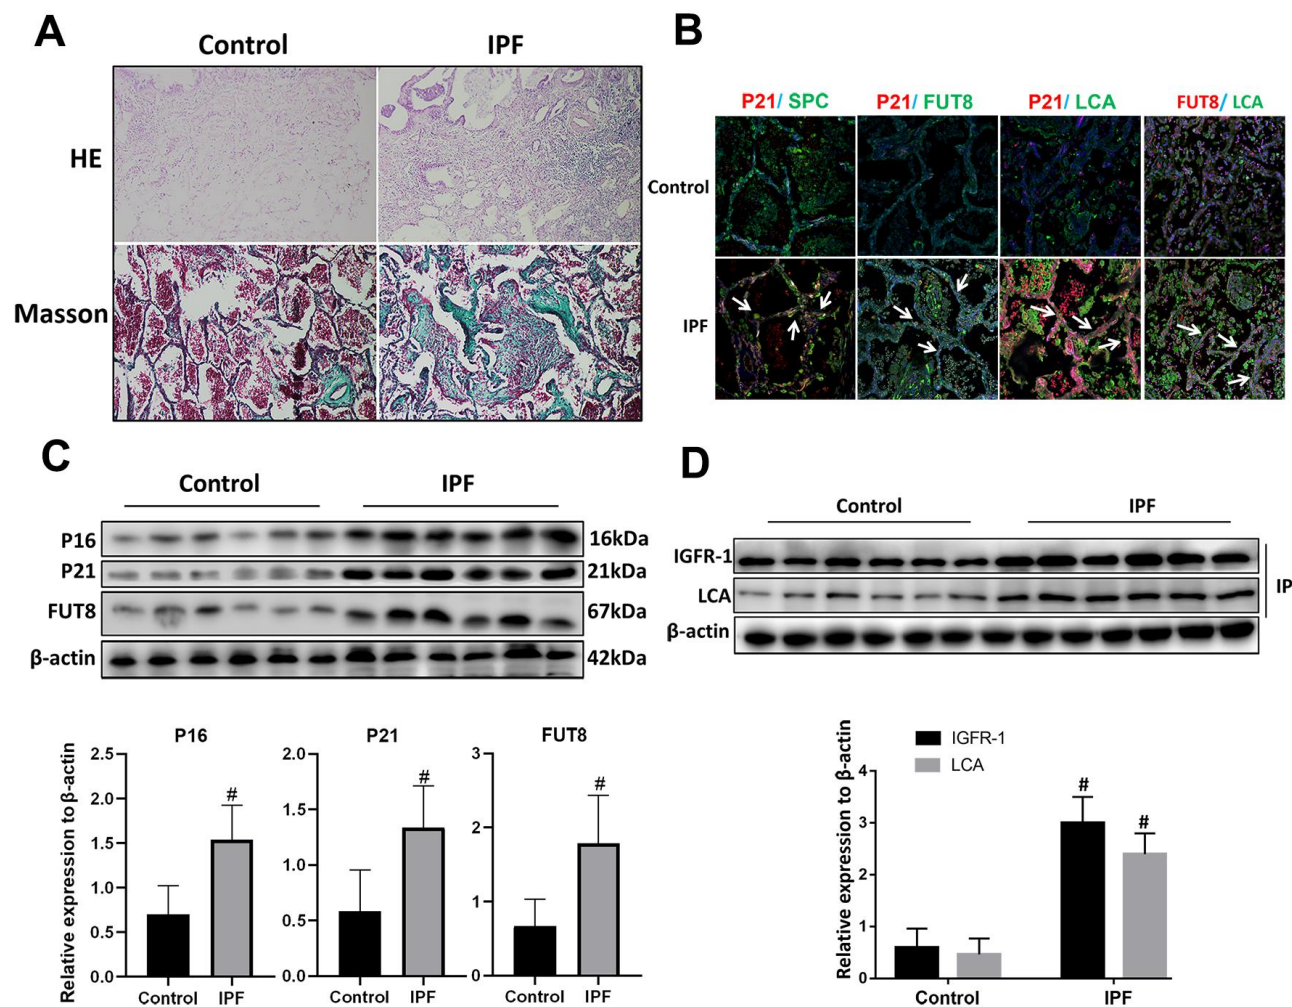 A
Control IPF
HE
Masson
B
P21/ SPC P21/ FUT8 P21/ LCA FUT8/ LCA
Control
IPF
C
Control IPF
P16 16kDa
P21 21kDa
FUT8 67kDa
β-actin 42kDa
Relative expression to β-actin
P16
2.5
2.0
1.5
1.0
0.5
0.0
#
Control IPF
P21
2.0
1.5
1.0
0.5
0.0
#
Control IPF
FUT8
3
2
1
0
#
Control IPF
D
Control IPF
IGFR-1
LCA
β-actin
IP
Relative expression to β-actin
IGFR-1
LCA
4
3
2
1
0
#
#
Control IPF